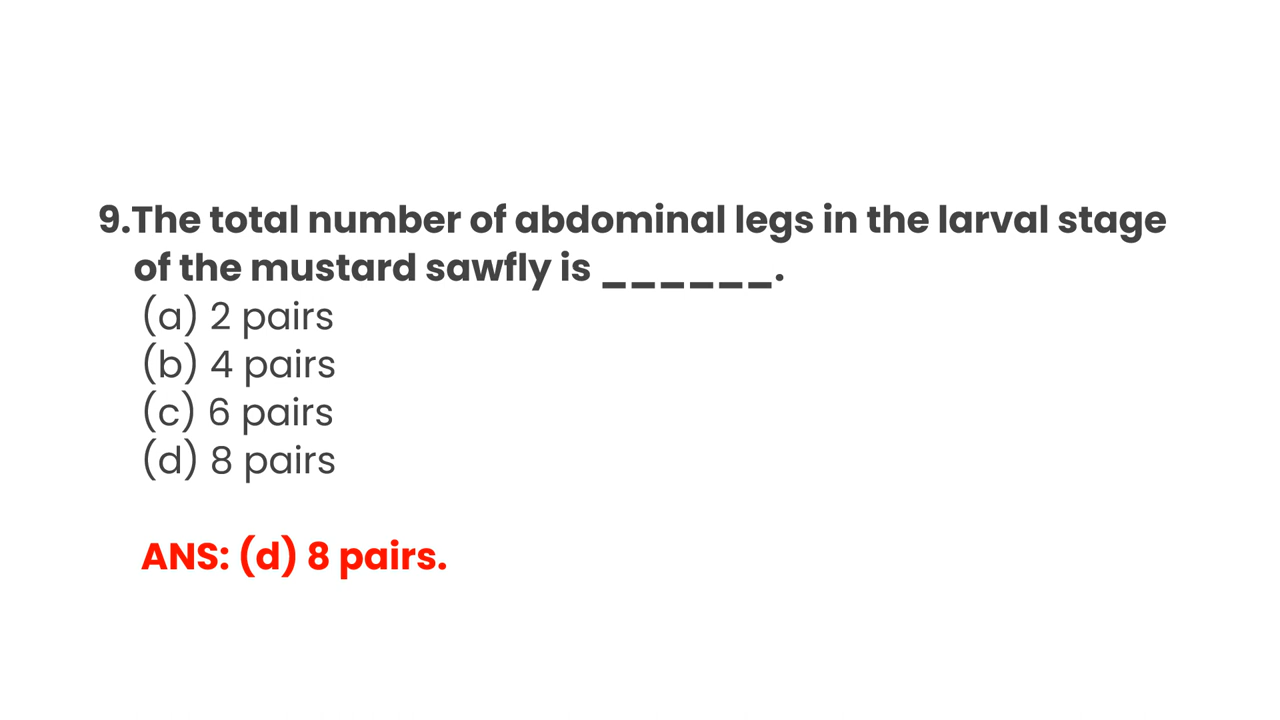 9.The total number of abdominal legs in the larval stage
of the mustard sawfly is ______.
(a) 2 pairs
(b) 4 pairs
(c) 6 pairs
(d) 8 pairs
ANS: (d) 8 pairs.